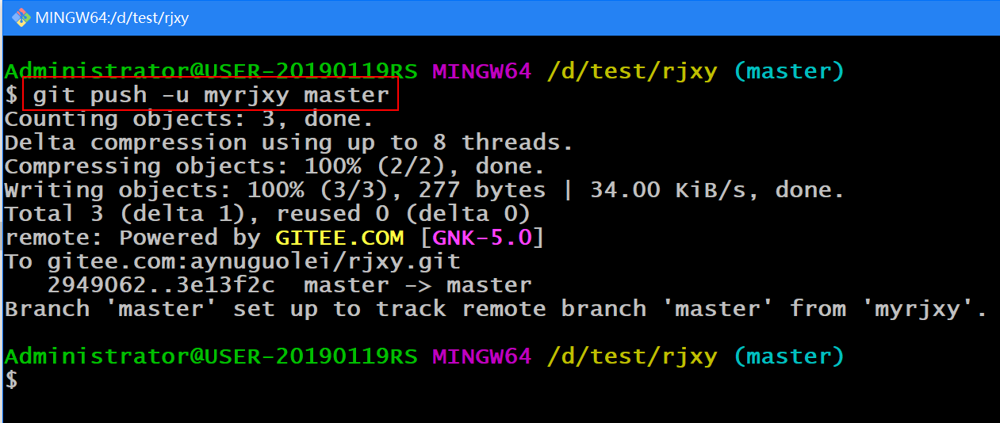 MINGW64:/d/test/rjxy
Administrator@USER-20190119RS MINGW64 /d/test/rjxy (master)
$ git push -u myrjxy master
Counting objects: 3, done.
Delta compression using up to 8 threads.
Compressing objects: 100% (2/2), done.
Writing objects: 100% (3/3), 277 bytes | 34.00 KiB/s, done.
Total 3 (delta 1), reused 0 (delta 0)
remote: Powered by GITEE.COM [GNK-5.0]
To gitee.com:aynuguolei/rjxy.git
   2949062..3e13f2c  master -> master
Branch 'master' set up to track remote branch 'master' from 'myrjxy'.
Administrator@USER-20190119RS MINGW64 /d/test/rjxy (master)
$